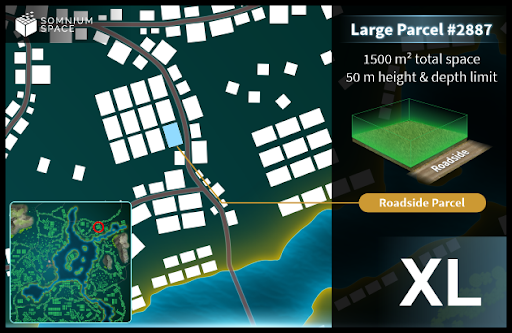 SOMNIUM
SPACE
Large Parcel #2887
1500 m² total space
50 m height & depth limit
Roadside
Roadside Parcel
XL